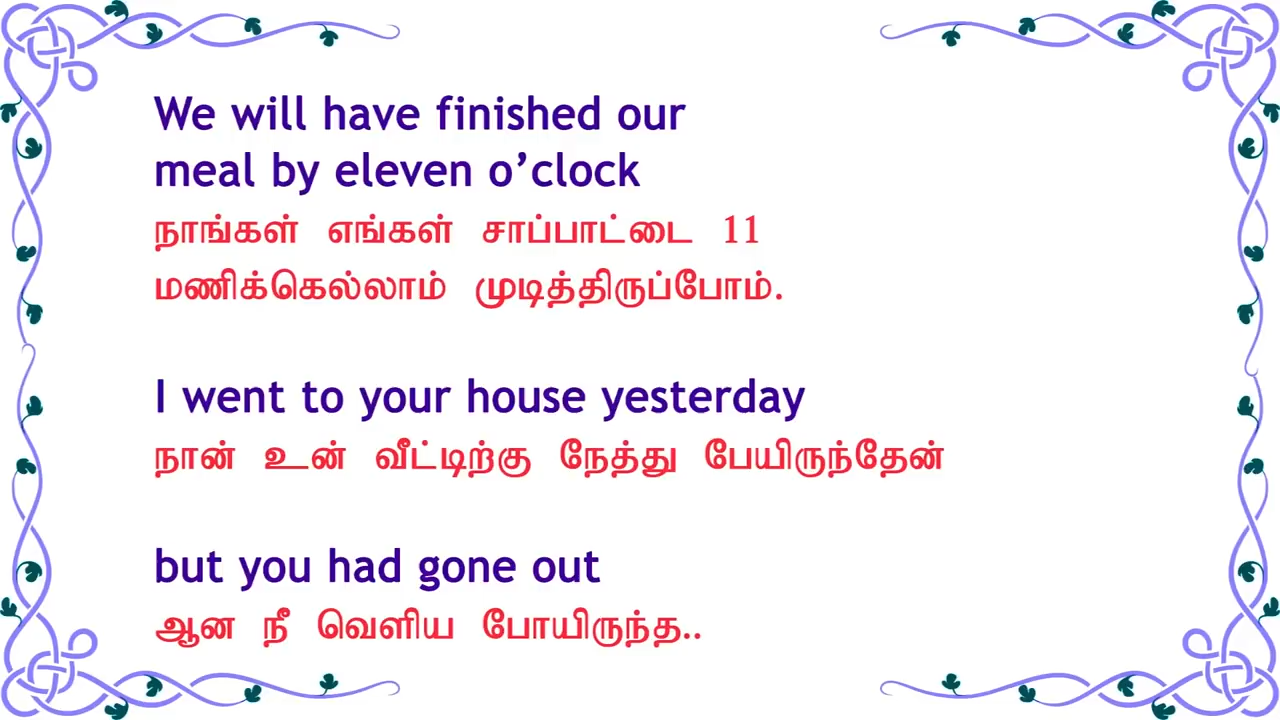 We will have finished our
meal by eleven o’clock
நாங்கள் எங்கள் சாப்பாட்டை 11
மணிக்கெல்லாம் முடித்திருப்போம்.
I went to your house yesterday
நான் உன் வீட்டிற்கு நேத்து பேயிருந்தேன்
but you had gone out
ஆன நீ வெளிய போயிருந்த..